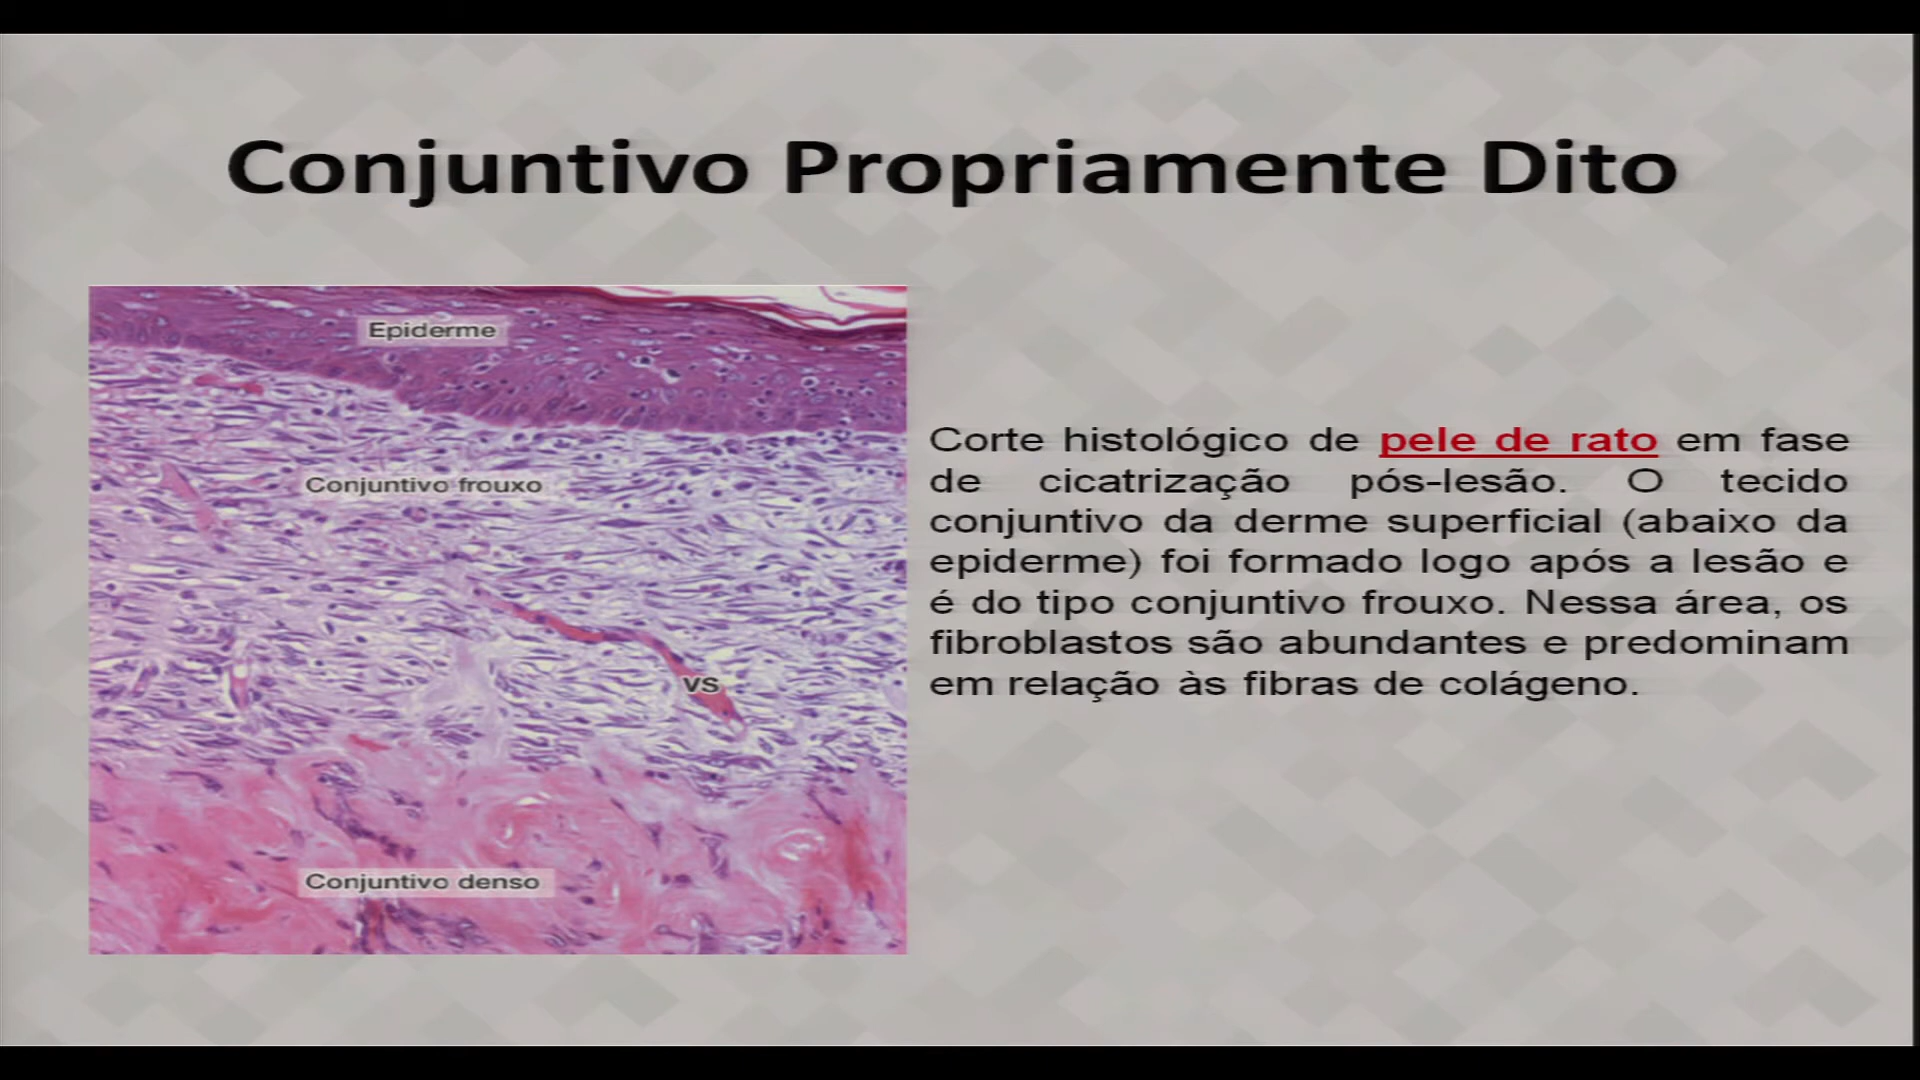 Conjuntivo Propriamente Dito
Epiderme
Conjuntivo frouxo
VS
Conjuntivo denso
Corte histológico de pele de rato em fase
de cicatrização pós-lesão. O tecido
conjuntivo da derme superficial (abaixo da
epiderme) foi formado logo após a lesão e
é do tipo conjuntivo frouxo. Nessa área, os
fibroblastos são abundantes e predominam
em relação às fibras de colágeno.